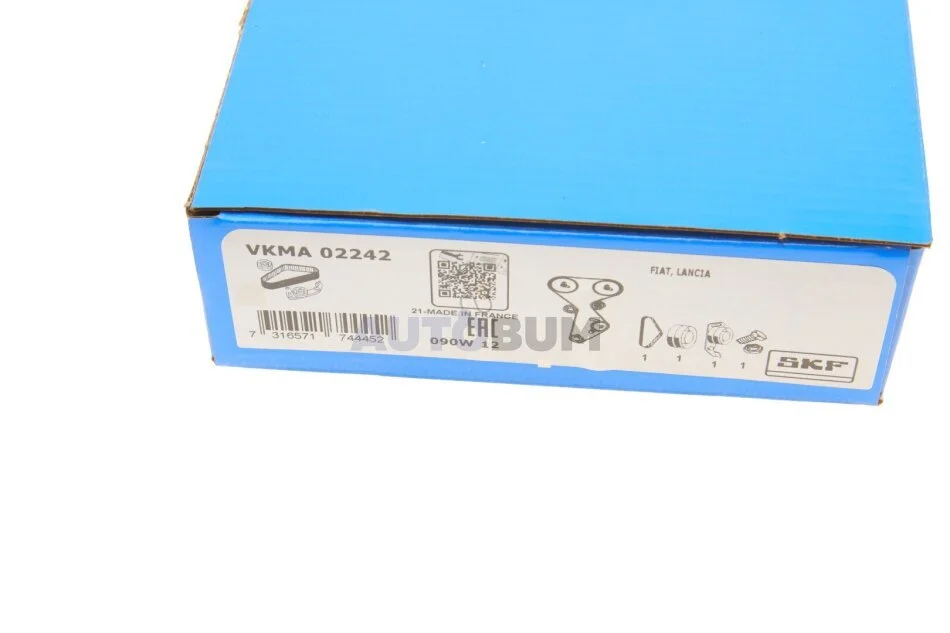 VKMA 02242
FIAT, LANCIA
21-MADE IN FRANCE
EAC
7 316571 744452
090W 12
AUTOBUM
1 1 1 1
SKF